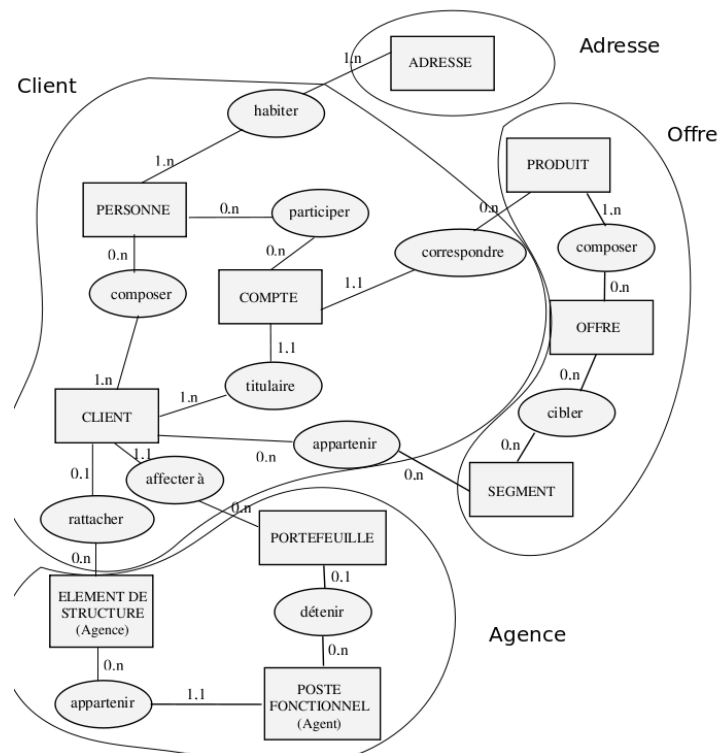 Adresse
1.n
ADRESSE
Client
habiter
Offre
PRODUIT
1.n
PERSONNE
0.n
participer
0.n
1.n
0.n
0.n
correspondre
composer
composer
COMPTE
1.1
0.n
OFFRE
1.1
0.n
1.n
titulaire
1.n
cibler
CLIENT
appartenir
0.n
1.1
0.n
0.1
affecter à
0.n
SEGMENT
rattacher
0.n
PORTEFEUILLE
0.n
0.1
ELEMENT DE
STRUCTURE
(Agence)
détenir
Agence
0.n
0.n
appartenir
1.1
POSTE
FONCTIONNEL
(Agent)